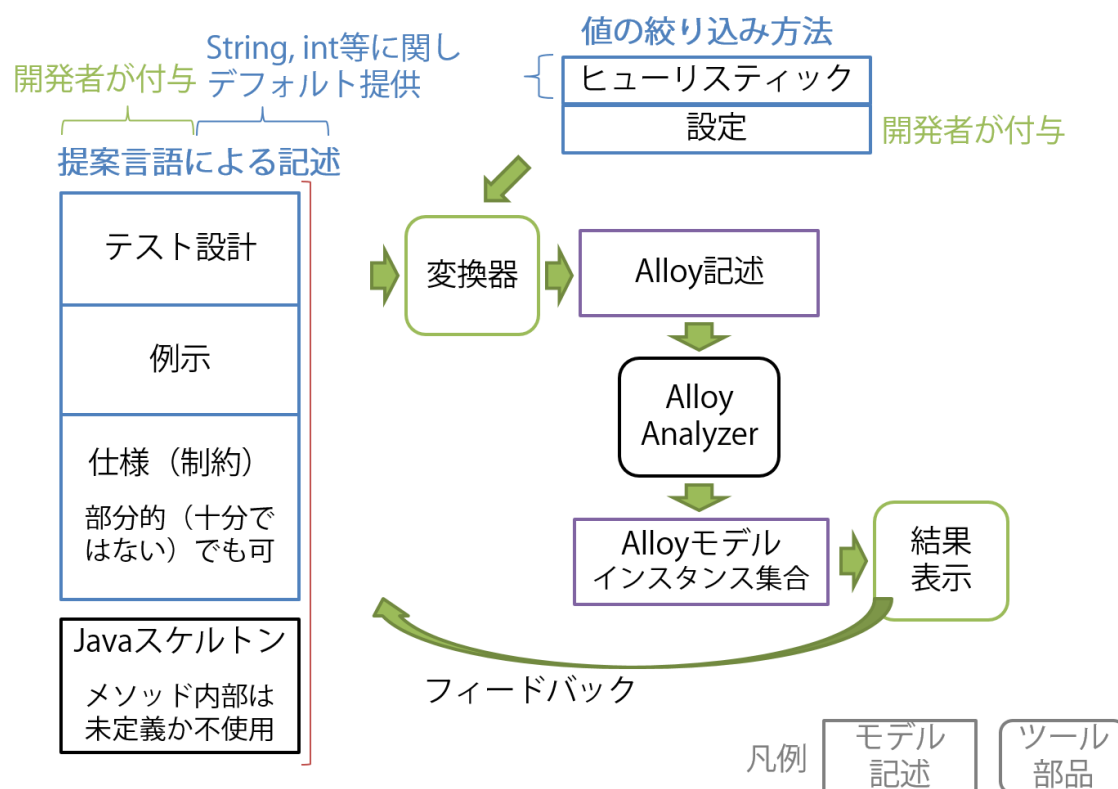 開発者が付与
String, int等に関し
デフォルト提供
提案言語による記述
値の絞り込み方法
ヒューリスティック
設定
開発者が付与
テスト設計
例示
仕様（制約）
部分的（十分で
はない）でも可
Javaスケルトン
メソッド内部は
未定義か不使用
変換器
Alloy記述
Alloy
Analyzer
Alloyモデル
インスタンス集合
結果
表示
フィードバック
凡例
モデル
記述
ツール
部品